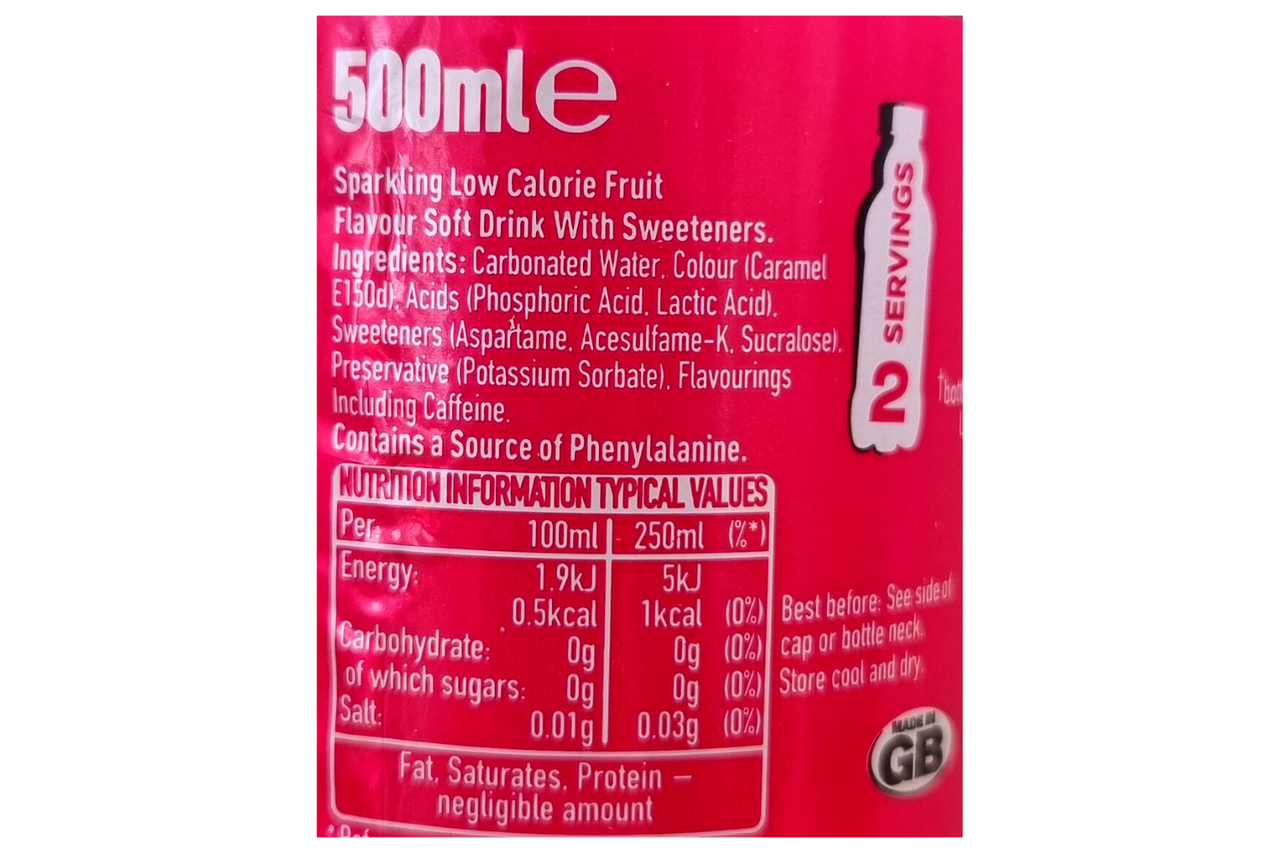 500ml e
Sparkling Low Calorie Fruit
Flavour Soft Drink With Sweeteners.
Ingredients: Carbonated Water, Colour (Caramel
E150d), Acids (Phosphoric Acid, Lactic Acid),
Sweeteners (Aspartame, Acesulfame-K, Sucralose),
Preservative (Potassium Sorbate), Flavourings
Including Caffeine.
Contains a Source of Phenylalanine.
2 SERVINGS
NUTRITION INFORMATION TYPICAL VALUES
Per: 100ml 250ml (%*)
Energy: 1.9kJ 5kJ
0.5kcal 1kcal (0%)
Carbohydrate: 0g 0g (0%)
of which sugars: 0g 0g (0%)
Salt: 0.01g 0.03g (0%)
Fat, Saturates, Protein –
negligible amount
Best before: See side of
cap or bottle neck.
Store cool and dry.
MADE IN
GB